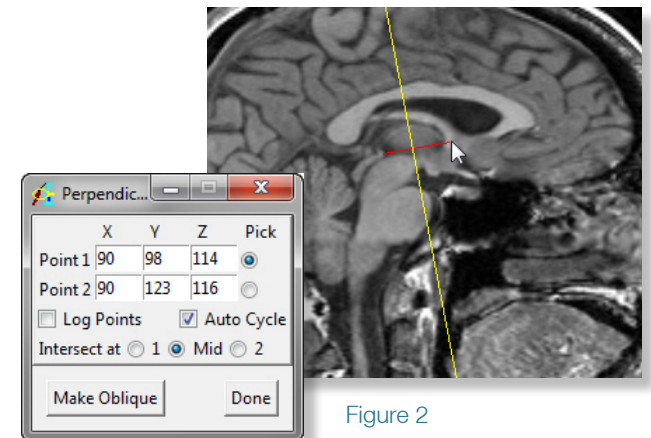 Perpendic...
X Y Z Pick
Point 1 90 98 114
Point 2 90 123 116
Log Points Auto Cycle
Intersect at 1 Mid 2
Make Oblique Done
Figure 2